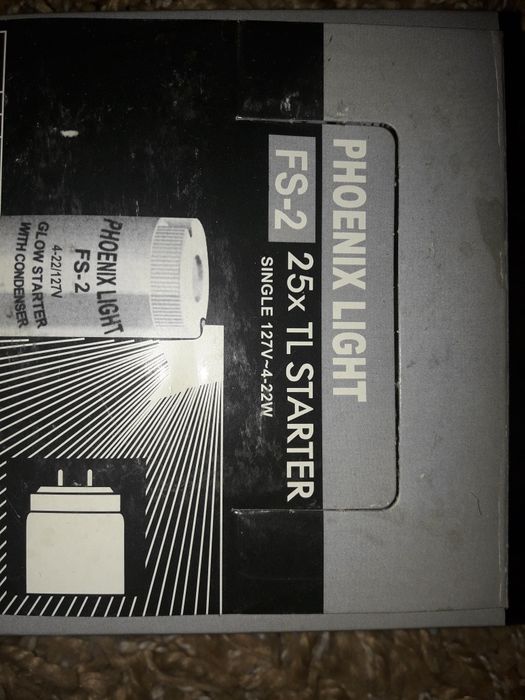 PHOENIX LIGHT
FS-2 25x TL STARTER
SINGLE 127V~4-22W
PHOENIX LIGHT
FS-2
4-22/127V
GLOW STARTER
WITH CONDENSER